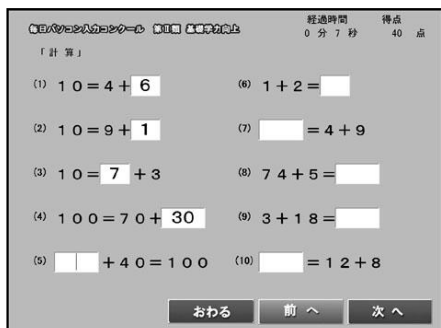 毎日パソコン入力コンクール 第Ⅱ期 基礎学力向上
経過時間 得点
0 分 7 秒 40 点
「計算」
(1) 10=4+6
(2) 10=9+1
(3) 10=7+3
(4) 100=70+30
(5) +40=100
(6) 1+2=
(7) =4+9
(8) 74+5=
(9) 3+18=
(10) =12+8
おわる 前 へ 次 へ